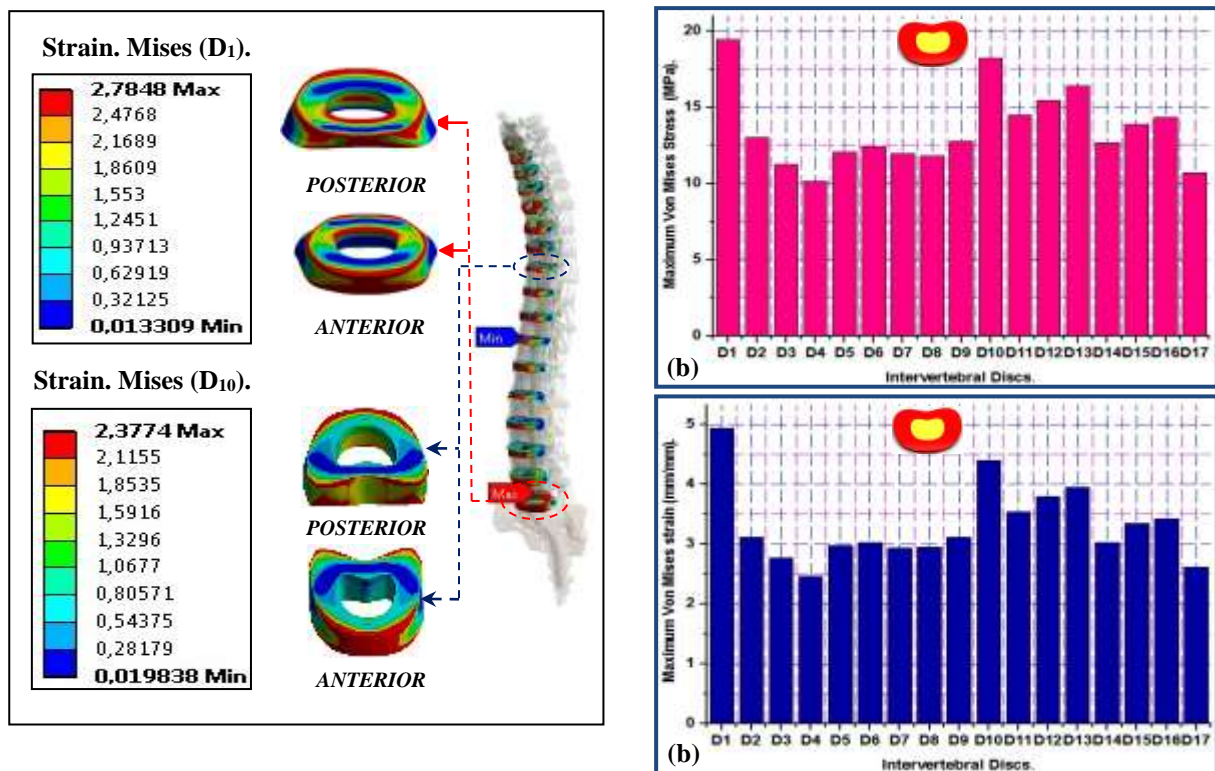 Strain. Mises (D1).
2,7848 Max
2,4768
2,1689
1,8609
1,553
1,2451
0,93713
0,62919
0,32125
0,013309 Min
POSTERIOR
ANTERIOR
Min
Max
Strain. Mises (D10).
2,3774 Max
2,1155
1,8535
1,5916
1,3296
1,0677
0,80571
0,54375
0,28179
0,019838 Min
POSTERIOR
ANTERIOR
Maximum Von Mises Stress (MPa).
20
15
10
5
0
D1 D2 D3 D4 D5 D6 D7 D8 D9 D10 D11 D12 D13 D14 D15 D16 D17
Intervertebral Discs.
(b)
Maximum Von Mises strain (mm/mm).
5
4
3
2
1
0
D1 D2 D3 D4 D5 D6 D7 D8 D9 D10 D11 D12 D13 D14 D15 D16 D17
Intervertebral Discs.
(b)